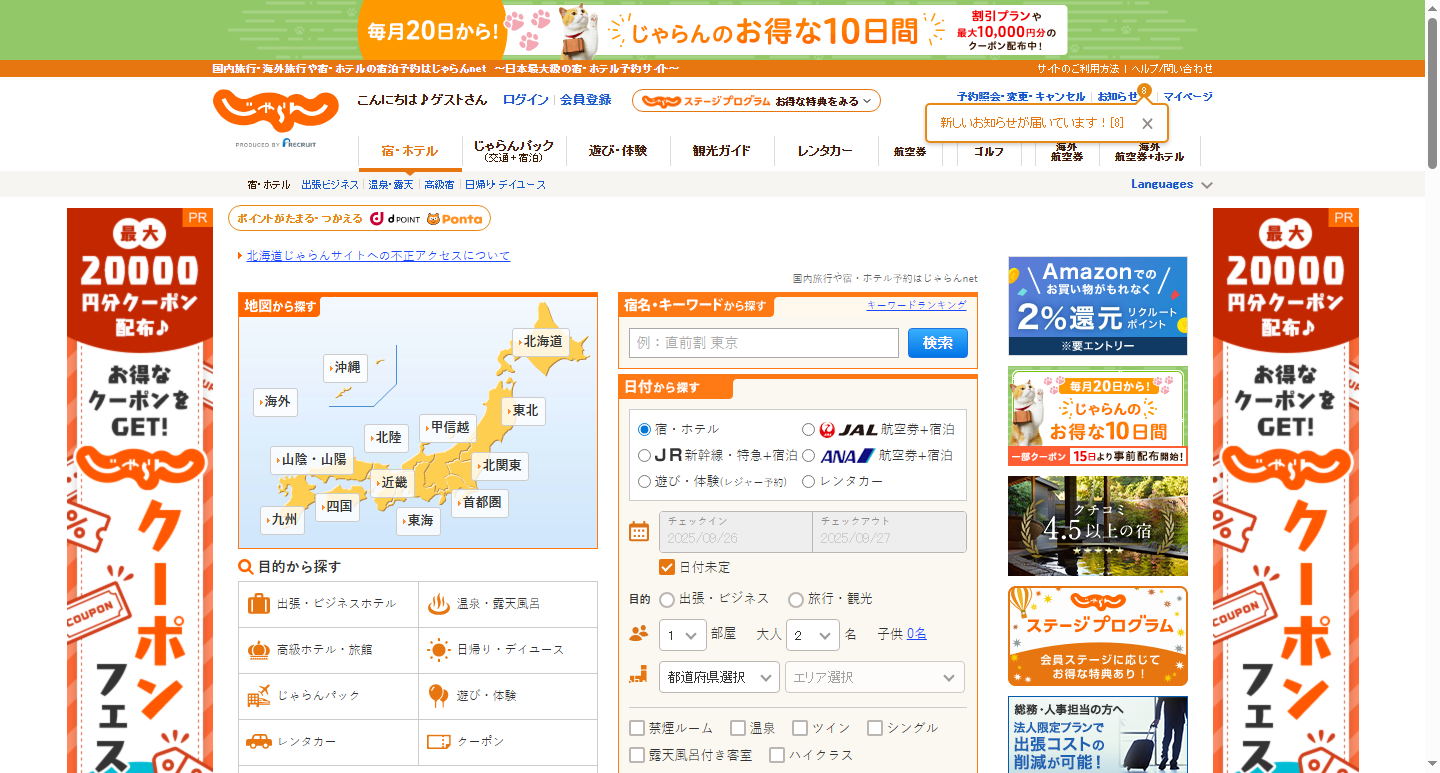 毎月20日から!
じゃらんのお得な10日間
割引プランや
最大10,000円分の
クーポン配布中!
国内旅行・海外旅行や宿・ホテルの宿泊予約はじゃらんnet ～日本最大級の宿・ホテル予約サイト～
サイトのご利用方法 | ヘルプ/問い合わせ
じゃらん
PRODUCED BY RECRUIT
こんにちは♪ゲストさん
ログイン | 会員登録
じゃらん ステージプログラム お得な特典をみる
予約照会・変更・キャンセル | お知らせ | マイページ
8
新しいお知らせが届いています！[8]
宿・ホテル
じゃらんパック
(交通＋宿泊)
遊び・体験
観光ガイド
レンタカー
航空券
ゴルフ
海外
航空券
海外
航空券+ホテル
宿・ホテル 出張ビジネス | 温泉・露天 | 高級宿 | 日帰り デイユース
Languages
PR
最大
20000
円分クーポン
配布♪
お得な
クーポンを
GET!
じゃらん
クーポン
フェス
COUPON
ポイントがたまる・つかえる d POINT Ponta
北海道じゃらんサイトへの不正アクセスについて
国内旅行や宿・ホテル予約はじゃらんnet
地図から探す
北海道
沖縄
海外
東北
甲信越
北陸
山陰・山陽
北関東
近畿
四国
首都圏
九州
東海
目的から探す
出張・ビジネスホテル
温泉・露天風呂
高級ホテル・旅館
日帰り・デイユース
じゃらんパック
遊び・体験
レンタカー
クーポン
宿名・キーワードから探す
キーワードランキング
例：直前割 東京
検索
日付から探す
宿・ホテル
JAL 航空券+宿泊
JR 新幹線・特急+宿泊
ANA 航空券+宿泊
遊び・体験(レジャー予約)
レンタカー
チェックイン
2025/09/26
チェックアウト
2025/09/27
日付未定
目的 出張・ビジネス 旅行・観光
1 部屋 大人 2 名 子供 0名
都道府県選択 エリア選択
禁煙ルーム 温泉 ツイン シングル
露天風呂付き客室 ハイクラス
Amazonでの
お買い物がもれなく
2%還元 リクルート
ポイント
※要エントリー
毎月20日から!
じゃらんの
お得な10日間
一部クーポン 15日より事前配布開始!
クチコミ
4.5以上の宿
じゃらん
ステージプログラム
会員ステージに応じて
お得な特典あり！
総務・人事担当の方へ
法人限定プランで
出張コストの
削減が可能！
PR
最大
20000
円分クーポン
配布♪
お得な
クーポンを
GET!
じゃらん
クーポン
フェス
COUPON